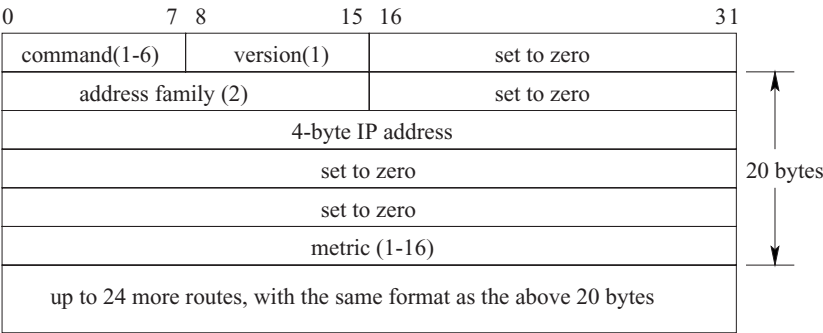 0 7 8 15 16 31
command(1-6) version(1) set to zero
address family (2) set to zero
4-byte IP address
set to zero
20 bytes
set to zero
metric (1-16)
up to 24 more routes, with the same format as the above 20 bytes